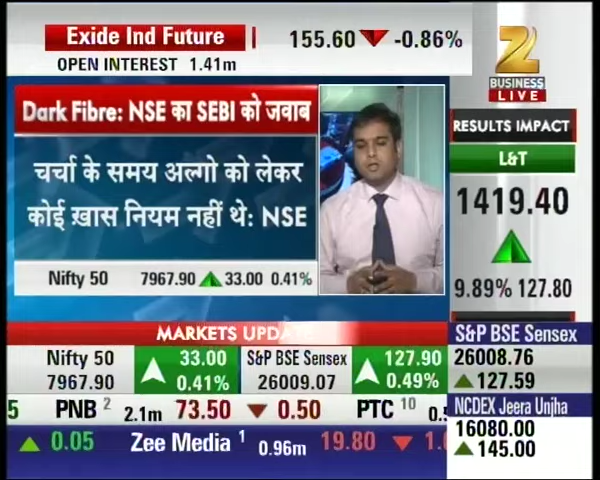 Exide Ind Future
155.60 -0.86%
OPEN INTEREST 1.41m
Z
BUSINESS
LIVE
Dark Fibre: NSE का SEBI को जवाब
चर्चा के समय अल्गो को लेकर
कोई ख़ास नियम नहीं थे: NSE
Nifty 50 7967.90 33.00 0.41%
RESULTS IMPACT
L&T
1419.40
9.89% 127.80
MARKETS UPDA
Nifty 50 33.00 S&P BSE Sensex 127.90
7967.90 0.41% 26009.07 0.49%
S&P BSE Sensex
26008.76
127.59
5 PNB 2 2.1m 73.50 0.50 PTC 10 0.5
0.05 Zee Media 1 0.96m 19.80 1.0
NCDEX Jeera Unjha
16080.00
145.00